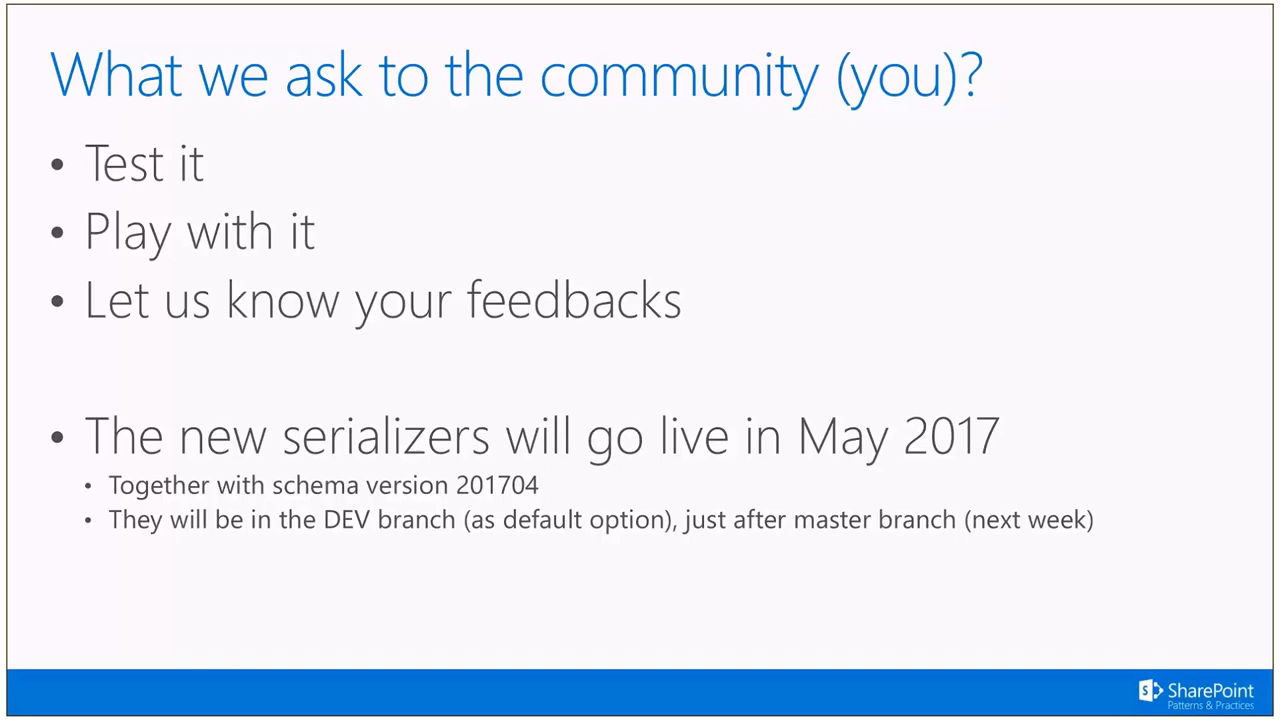 What we ask to the community (you)?
• Test it
• Play with it
• Let us know your feedbacks
• The new serializers will go live in May 2017
• Together with schema version 201704
• They will be in the DEV branch (as default option), just after master branch (next week)
S SharePoint
Patterns & Practices